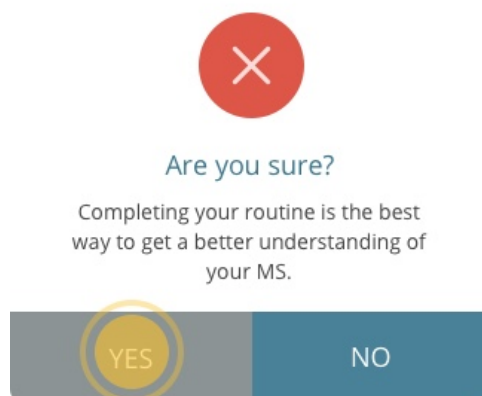 Are you sure?
Completing your routine is the best
way to get a better understanding of
your MS.
YES
NO